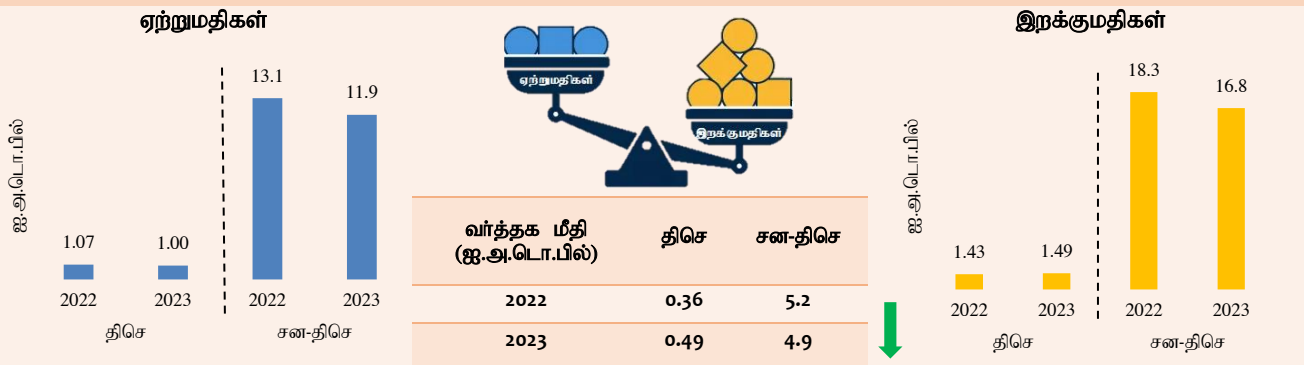 ஏற்றுமதிகள்
ஐ.அ.டொ.பில்
1.07
1.00
13.1
11.9
2022
2023
2022
2023
திசெ
சன-திசெ
ஏற்றுமதிகள்
இறக்குமதிகள்
வர்த்தக மீதி
(ஐ.அ.டொ.பில்)
திசெ
சன-திசெ
2022
0.36
5.2
2023
0.49
4.9
இறக்குமதிகள்
ஐ.அ.டொ.பில்
1.43
1.49
18.3
16.8
2022
2023
2022
2023
திசெ
சன-திசெ